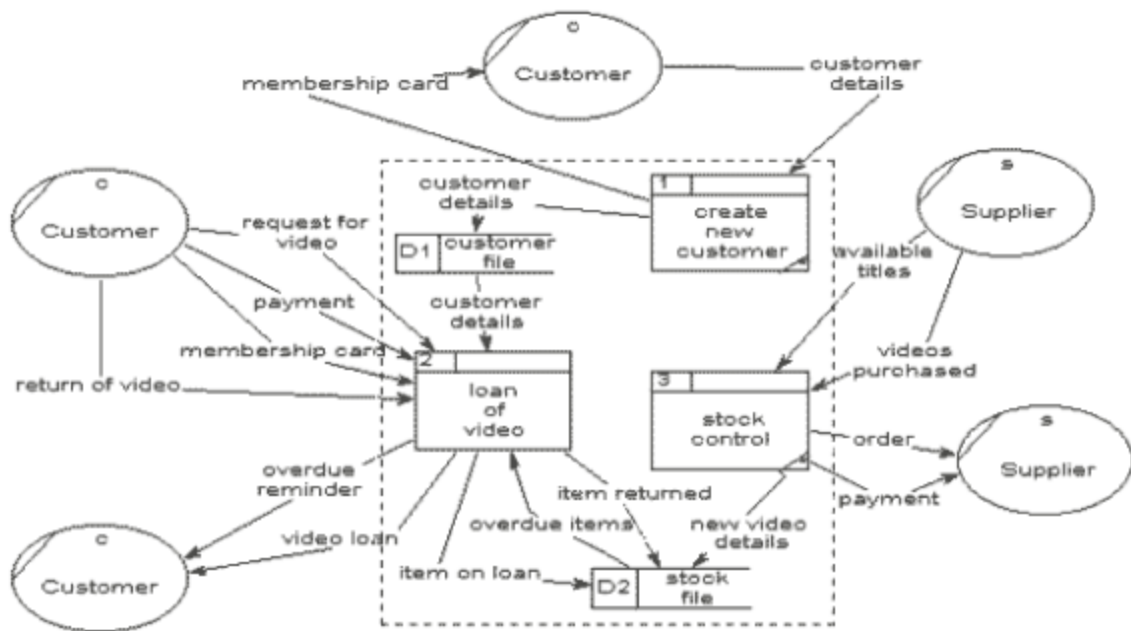 c
Customer
membership card
customer
details
c
Customer
customer
details
1
create
new
customer
s
Supplier
request for
video
D1
customer
file
available
titles
payment
customer
details
membership card
videos
purchased
return of video
2
loan
of
video
3
stock
control
order
s
Supplier
overdue
reminder
item returned
payment
c
Customer
video loan
overdue items
new video
details
item on loan
D2
stock
file